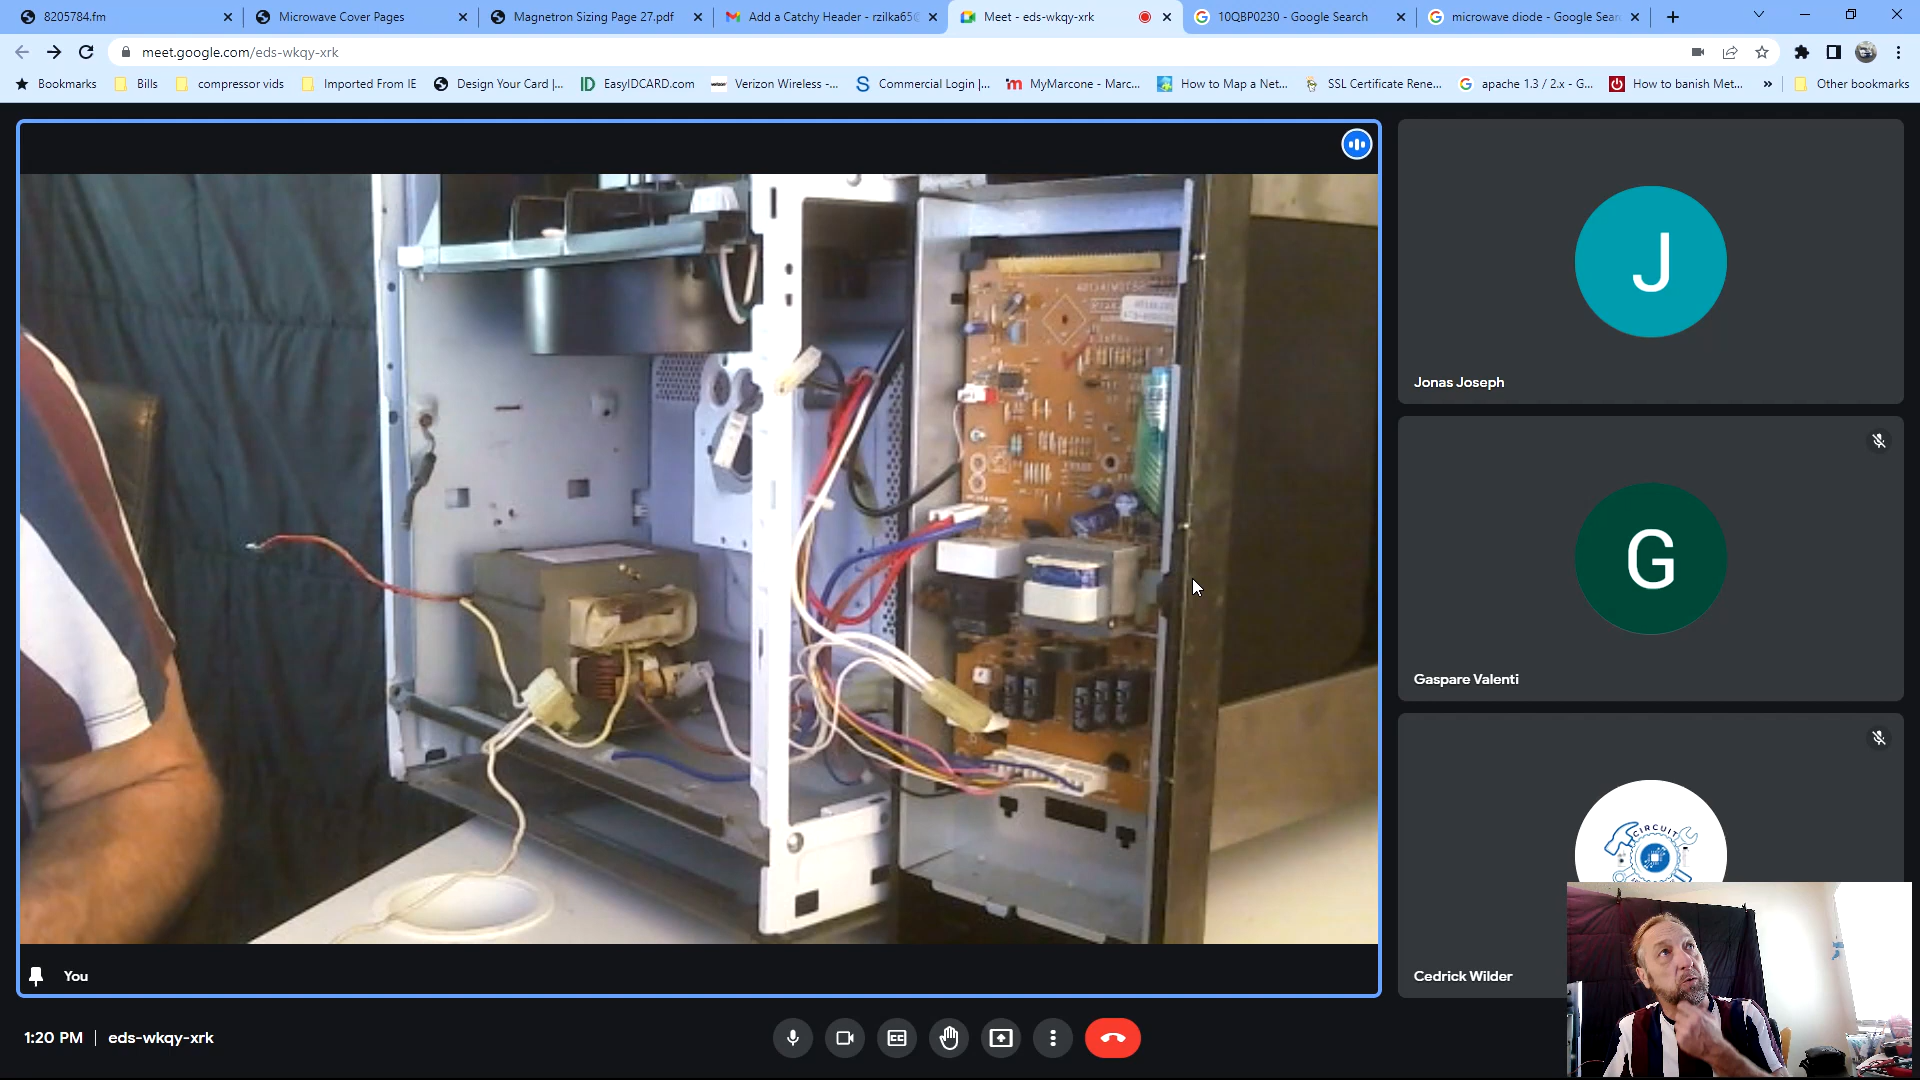 8205784.fm
Microwave Cover Pages
Magnetron Sizing Page 27.pdf
Add a Catchy Header - rzilka65
Meet - eds-wkqy-xrk
10QBP0230 - Google Search
microwave diode - Google Sear
meet.google.com/eds-wkqy-xrk
Bookmarks
Bills
compressor vids
Imported From IE
Design Your Card |...
EasyIDCARD.com
Verizon Wireless -...
Commercial Login |...
MyMarcone - Marc...
How to Map a Net...
SSL Certificate Rene...
apache 1.3 / 2.x - G...
How to banish Met...
»
Other bookmarks
J
Jonas Joseph
G
Gaspare Valenti
CIRCUIT
Cedrick Wilder
You
1:20 PM | eds-wkqy-xrk